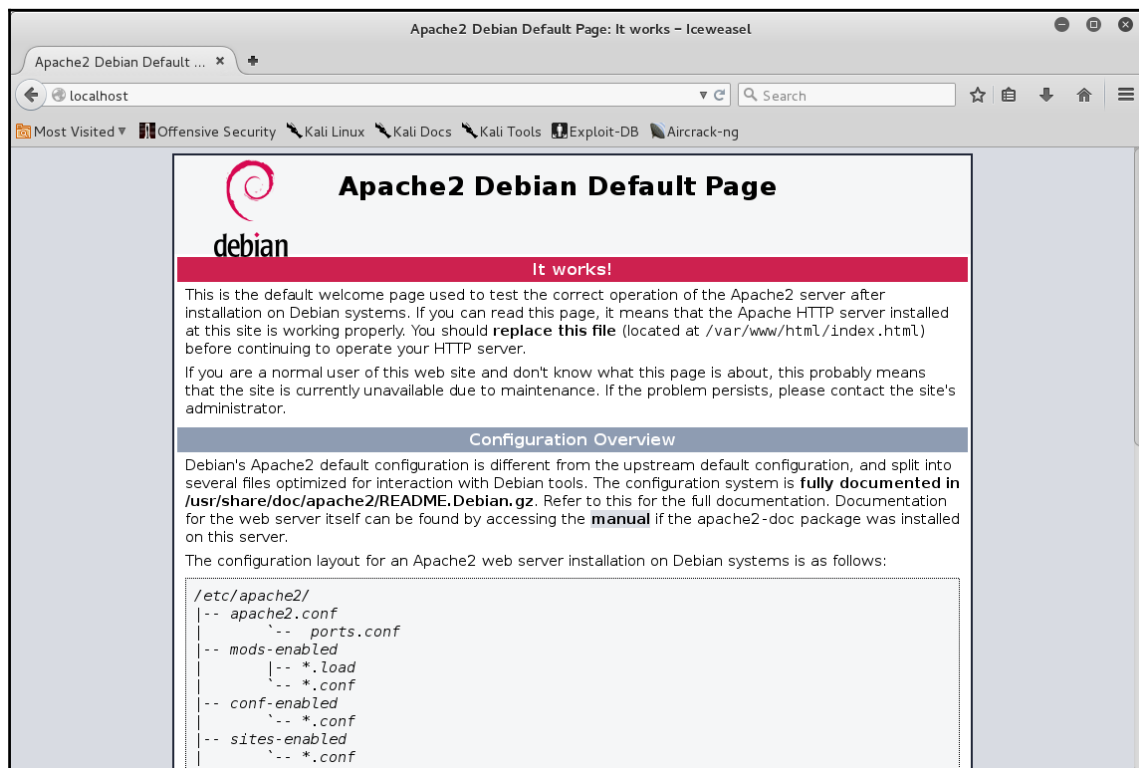 Apache2 Debian Default Page: It works – Iceweasel
Apache2 Debian Default ...
localhost
Search
Most Visited
Offensive Security
Kali Linux
Kali Docs
Kali Tools
Exploit-DB
Aircrack-ng
debian
Apache2 Debian Default Page
It works!
This is the default welcome page used to test the correct operation of the Apache2 server after
installation on Debian systems. If you can read this page, it means that the Apache HTTP server installed
at this site is working properly. You should replace this file (located at /var/www/html/index.html)
before continuing to operate your HTTP server.
If you are a normal user of this web site and don't know what this page is about, this probably means
that the site is currently unavailable due to maintenance. If the problem persists, please contact the site's
administrator.
Configuration Overview
Debian's Apache2 default configuration is different from the upstream default configuration, and split into
several files optimized for interaction with Debian tools. The configuration system is fully documented in
/usr/share/doc/apache2/README.Debian.gz. Refer to this for the full documentation. Documentation
for the web server itself can be found by accessing the manual if the apache2-doc package was installed
on this server.
The configuration layout for an Apache2 web server installation on Debian systems is as follows:
/etc/apache2/
|-- apache2.conf
|       `--  ports.conf
|-- mods-enabled
|       |-- *.load
|       `-- *.conf
|-- conf-enabled
|       `-- *.conf
|-- sites-enabled
|       `-- *.conf